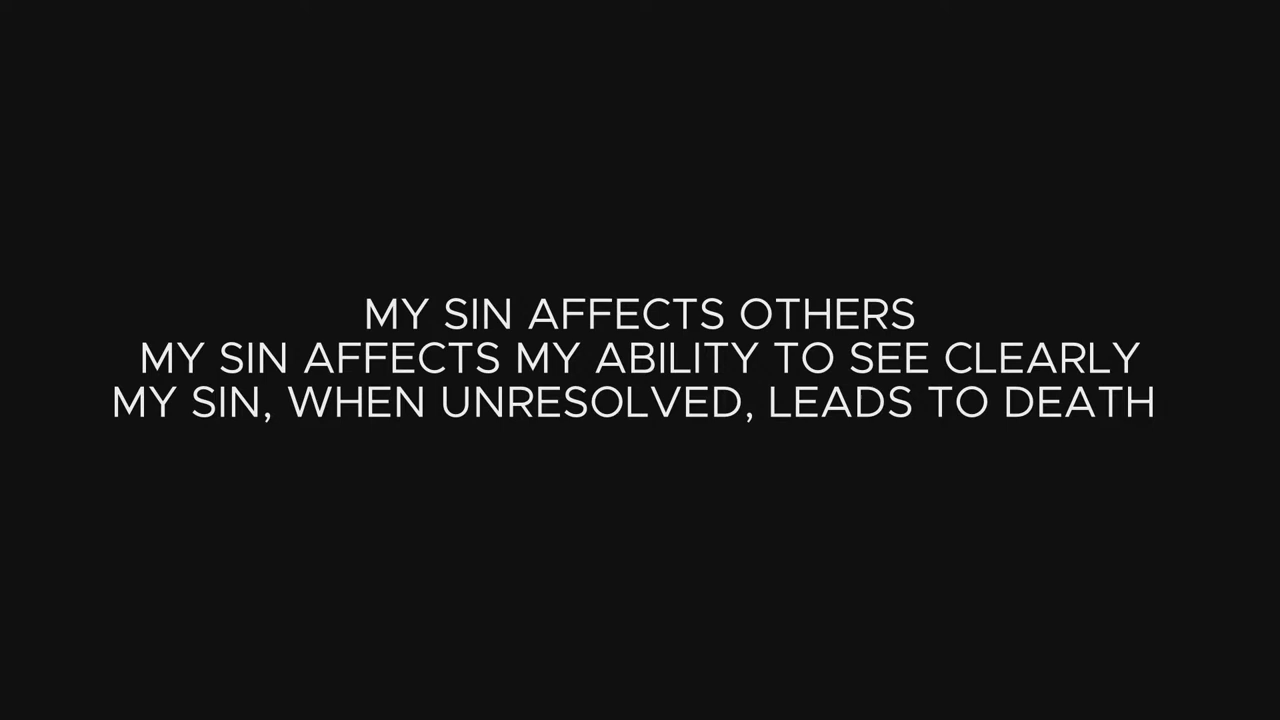 MY SIN AFFECTS OTHERS
MY SIN AFFECTS MY ABILITY TO SEE CLEARLY
MY SIN, WHEN UNRESOLVED, LEADS TO DEATH